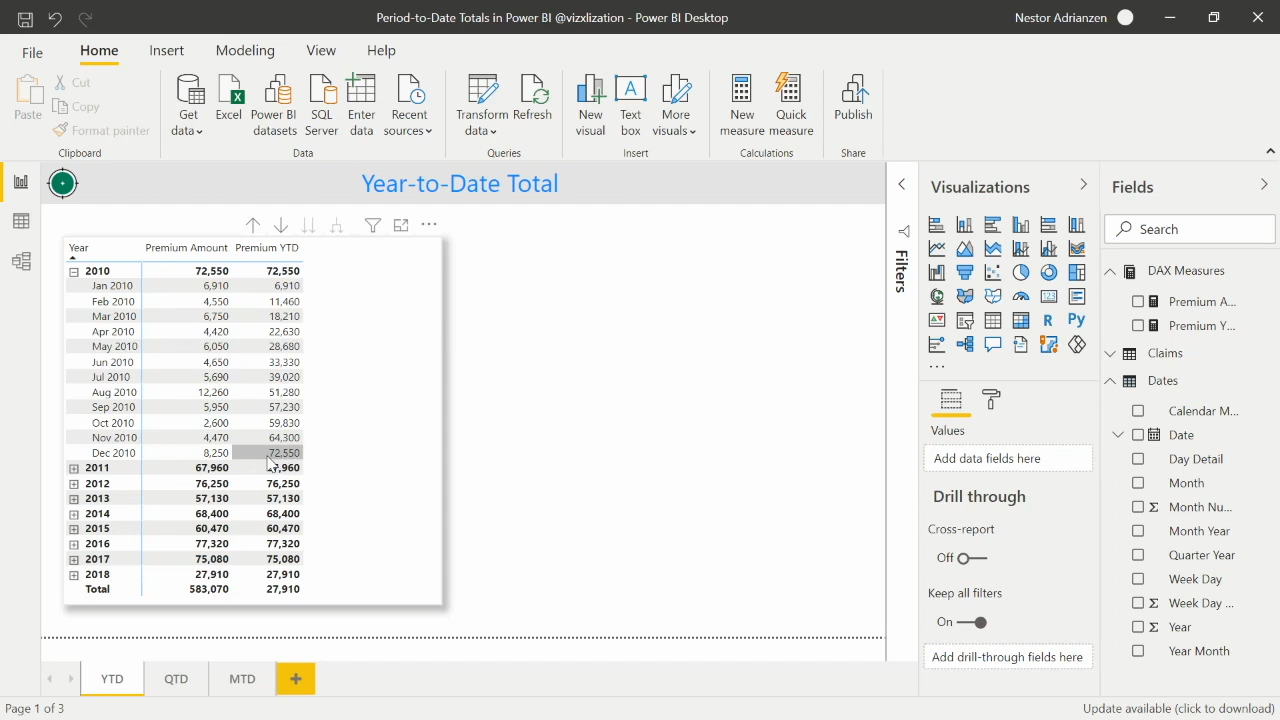 Period-to-Date Totals in Power BI @vizxlization - Power BI Desktop
Nestor Adrianzen
File Home Insert Modeling View Help
Paste
Cut
Copy
Format painter
Clipboard
Get data
Excel
Power BI datasets
SQL Server
Enter data
Recent sources
Data
Transform data
Refresh
Queries
New visual
Text box
More visuals
Insert
New measure
Quick measure
Calculations
Publish
Share
Year-to-Date Total
Year Premium Amount Premium YTD
2010 72,550 72,550
Jan 2010 6,910 6,910
Feb 2010 4,550 11,460
Mar 2010 6,750 18,210
Apr 2010 4,420 22,630
May 2010 6,050 28,680
Jun 2010 4,650 33,330
Jul 2010 5,690 39,020
Aug 2010 12,260 51,280
Sep 2010 5,950 57,230
Oct 2010 2,600 59,830
Nov 2010 4,470 64,300
Dec 2010 8,250 72,550
2011 67,960
2012 76,250 76,250
2013 57,130 57,130
2014 68,400 68,400
2015 60,470 60,470
2016 77,320 77,320
2017 75,080 75,080
2018 27,910 27,910
Total 583,070 27,910
Filters
Visualizations
R Py
Values
Add data fields here
Drill through
Cross-report
Off
Keep all filters
On
Add drill-through fields here
Fields
Search
DAX Measures
Premium A...
Premium Y...
Claims
Dates
Calendar M...
Date
Day Detail
Month
Month Nu...
Month Year
Quarter Year
Week Day
Week Day ...
Year
Year Month
YTD QTD MTD
Page 1 of 3
Update available (click to download)